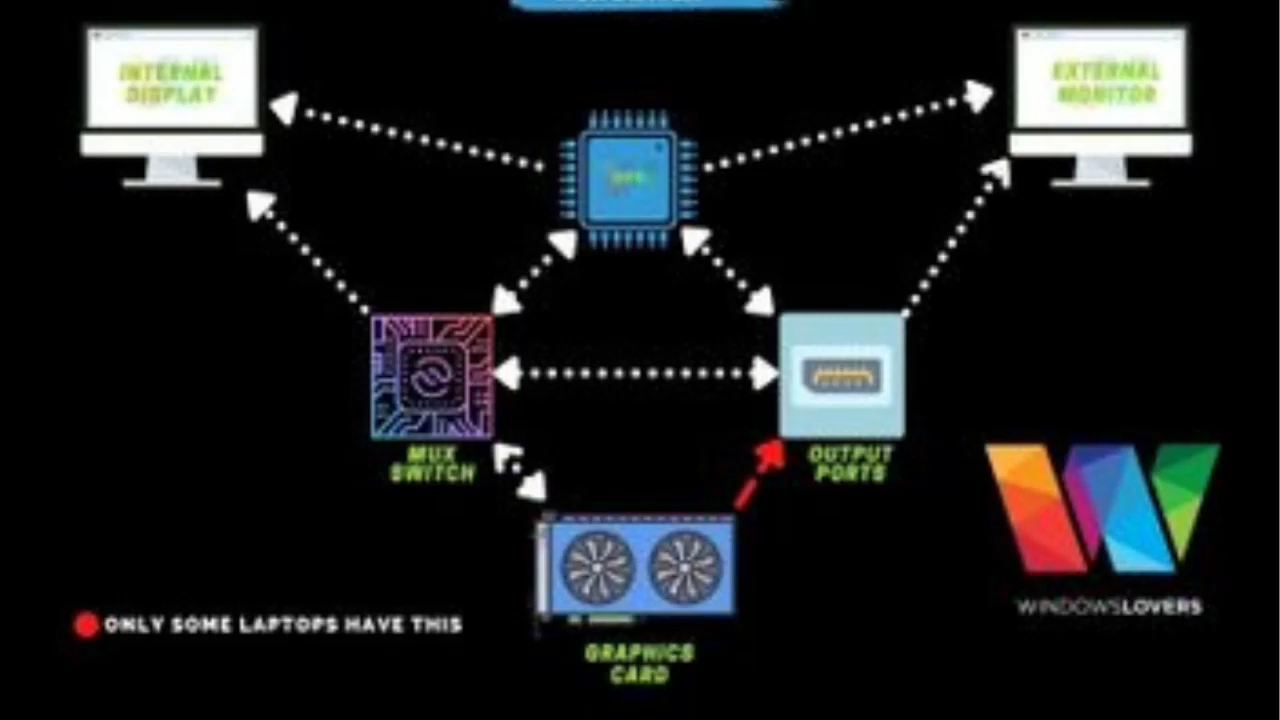 INTERNAL
DISPLAY
EXTERNAL
MONITOR
MUX
SWITCH
OUTPUT
PORTS
WINDOWSLOVERS
ONLY SOME LAPTOPS HAVE THIS
GRAPHICS
CARD